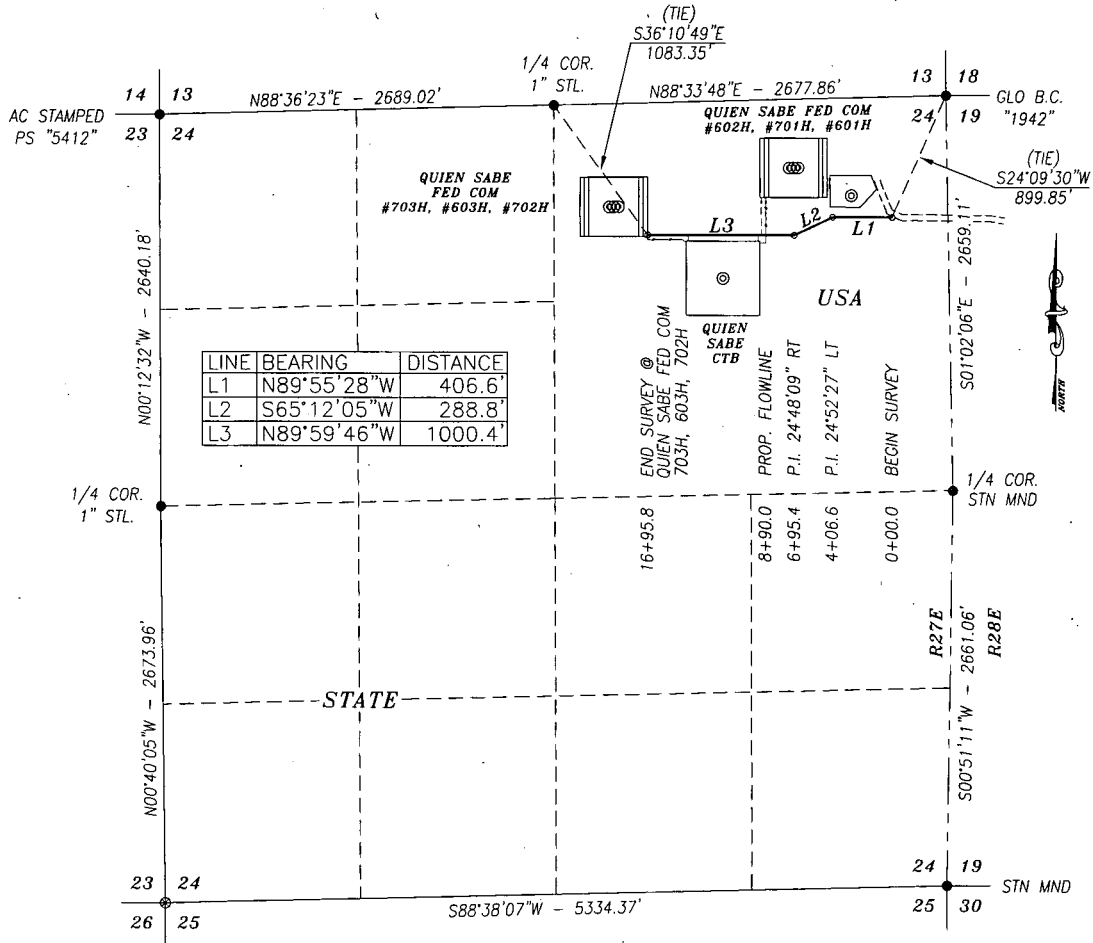 (TIE)
S36°10'49"E
1083.35'
1/4 COR.
1" STL.
14 13
13 18
N88°36'23"E - 2689.02'
N88°33'48"E - 2677.86'
AC STAMPED
PS "5412"
23 24
24 19
GLO B.C.
"1942"
QUIEN SABE FED COM
#602H, #701H, #601H
(TIE)
S24°09'30"W
899.85'
QUIEN SABE
FED COM
#703H, #603H, #702H
L3
L2
L1
N00°12'32"W - 2640.18'
S01°02'06"E - 2659.11'
USA
QUIEN
SABE
CTB
NORTH
LINE BEARING DISTANCE
L1 N89°55'28"W 406.6'
L2 S65°12'05"W 288.8'
L3 N89°59'46"W 1000.4'
16+95.8 END SURVEY @
QUIEN SABE FED COM
703H, 603H, 702H
8+90.0 PROP. FLOWLINE
6+95.4 P.I. 24°48'09" RT
4+06.6 P.I. 24°52'27" LT
0+00.0 BEGIN SURVEY
1/4 COR.
1" STL.
1/4 COR.
STN MND
N00°40'05"W - 2673.96'
R27E
S00°51'11"W - 2661.06'
R28E
STATE
23 24
24 19
STN MND
26 25
S88°38'07"W - 5334.37'
25 30